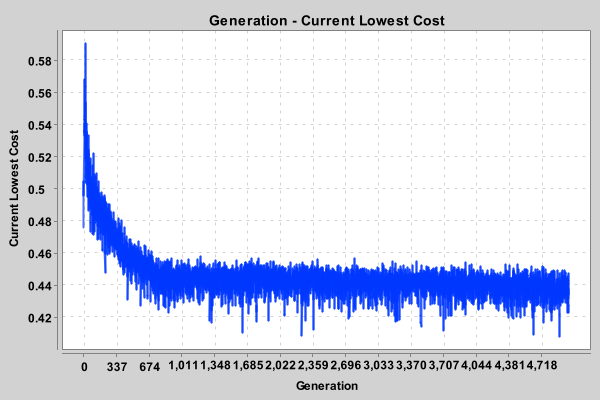 Generation - Current Lowest Cost
0.58
0.56
0.54
0.52
0.5
0.48
0.46
0.44
0.42
Current Lowest Cost
0 337 674 1,011 1,348 1,685 2,022 2,359 2,696 3,033 3,370 3,707 4,044 4,381 4,718
Generation